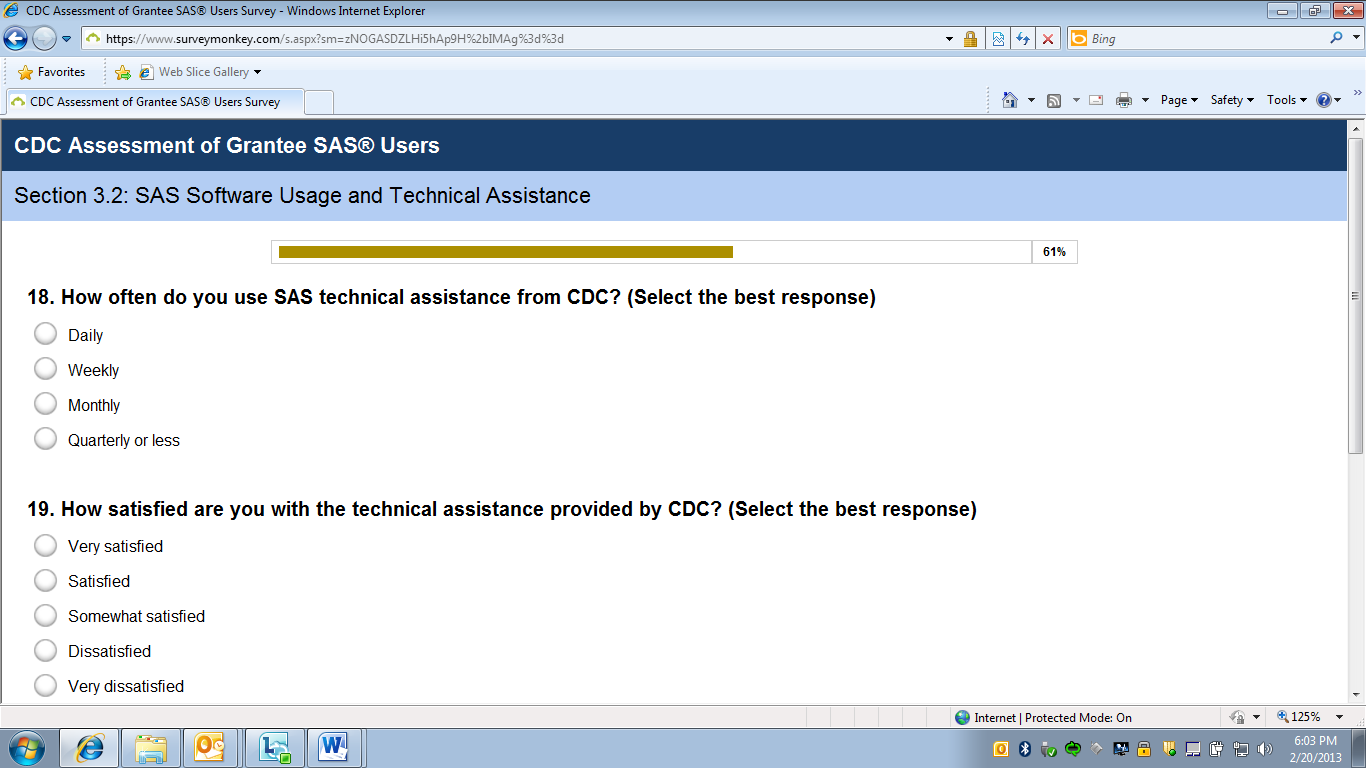 CDC Assessment of Grantee SAS® Users Survey - Windows Internet Explorer
https://www.surveymonkey.com/s.aspx?sm=zNOGASDZLHi5hAp9H%2bIMAg%3d%3d
Bing
Favorites
Web Slice Gallery
CDC Assessment of Grantee SAS® Users Survey
Page
Safety
Tools
CDC Assessment of Grantee SAS® Users
Section 3.2: SAS Software Usage and Technical Assistance
61%
18. How often do you use SAS technical assistance from CDC? (Select the best response)
Daily
Weekly
Monthly
Quarterly or less
19. How satisfied are you with the technical assistance provided by CDC? (Select the best response)
Very satisfied
Satisfied
Somewhat satisfied
Dissatisfied
Very dissatisfied
Internet | Protected Mode: On
125%
6:03 PM
2/20/2013